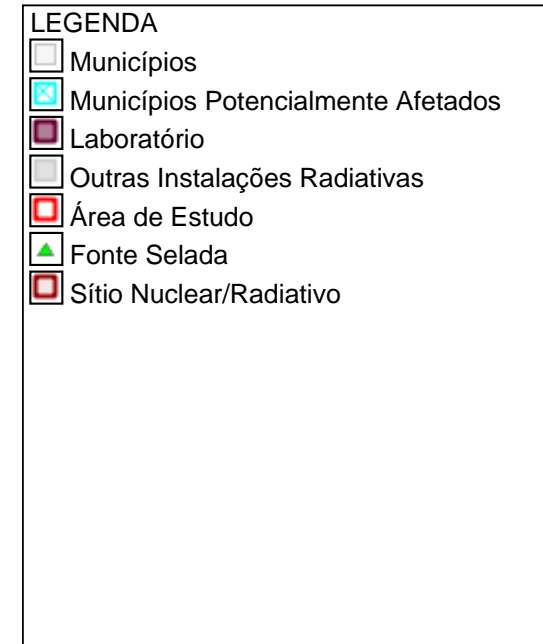 LEGENDA
Municípios
Municípios Potencialmente Afetados
Laboratório
Outras Instalações Radiativas
Área de Estudo
Fonte Selada
Sítio Nuclear/Radiativo